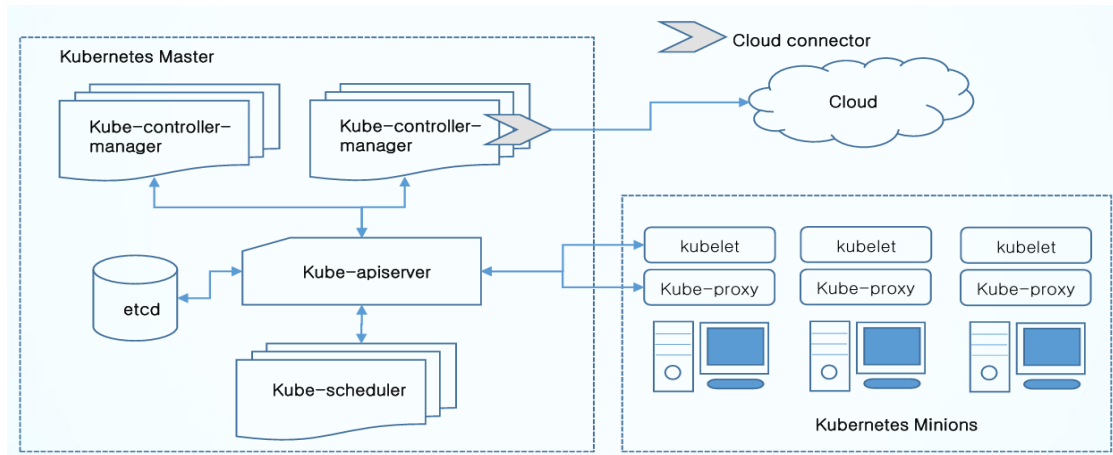 Kubernetes Master
Cloud connector
Cloud
Kube-controller-
manager
Kube-controller-
manager
Kube-apiserver
etcd
Kube-scheduler
kubelet
kubelet
kubelet
Kube-proxy
Kube-proxy
Kube-proxy
Kubernetes Minions